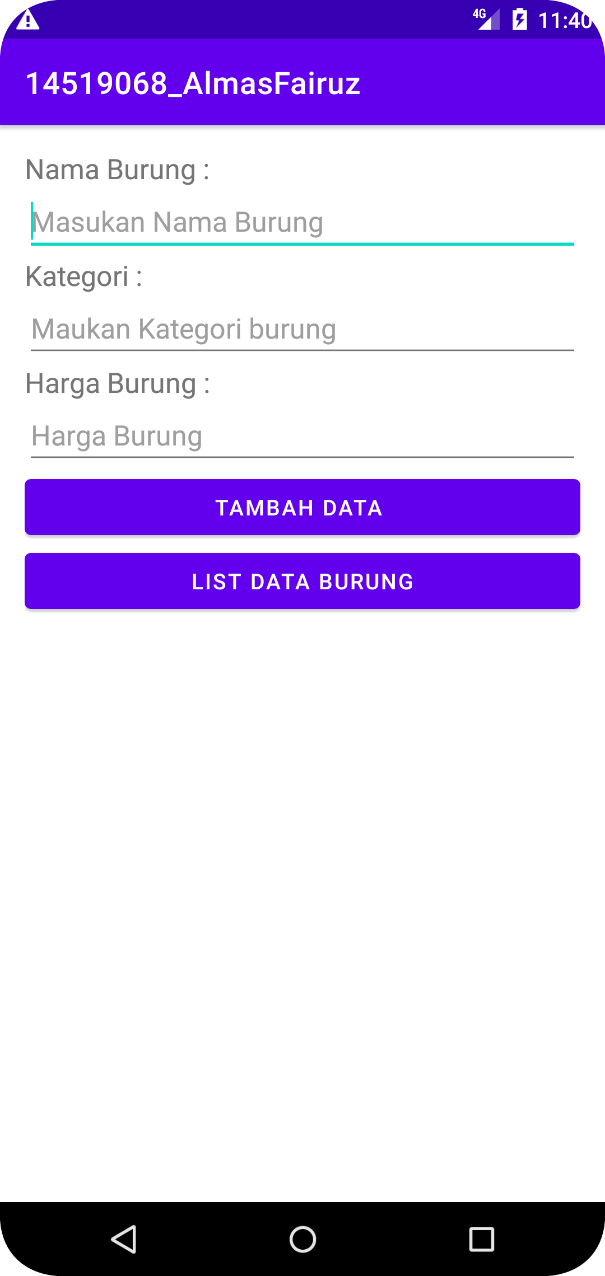 4G 11:40
14519068_AlmasFairuz
Nama Burung :
Masukan Nama Burung
Kategori :
Maukan Kategori burung
Harga Burung :
Harga Burung
TAMBAH DATA
LIST DATA BURUNG